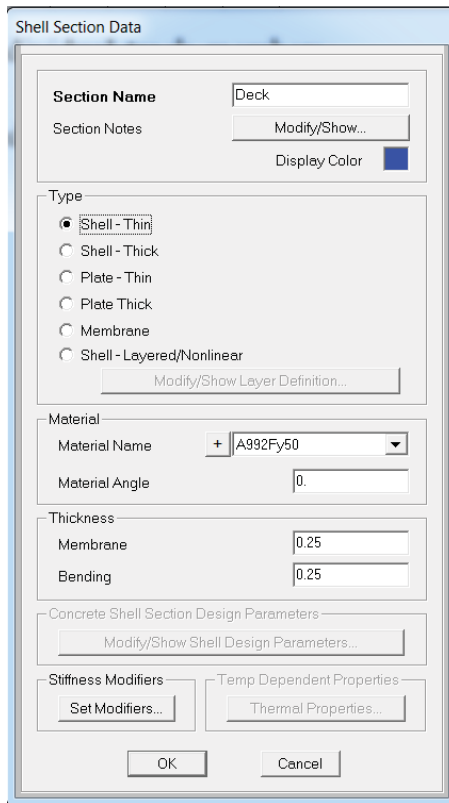 Shell Section Data
Section Name Deck
Section Notes Modify/Show...
Display Color
Type
Shell - Thin
Shell - Thick
Plate - Thin
Plate Thick
Membrane
Shell - Layered/Nonlinear
Modify/Show Layer Definition...
Material
Material Name + A992Fy50
Material Angle 0.
Thickness
Membrane 0.25
Bending 0.25
Concrete Shell Section Design Parameters
Modify/Show Shell Design Parameters...
Stiffness Modifiers Temp Dependent Properties
Set Modifiers... Thermal Properties...
OK Cancel